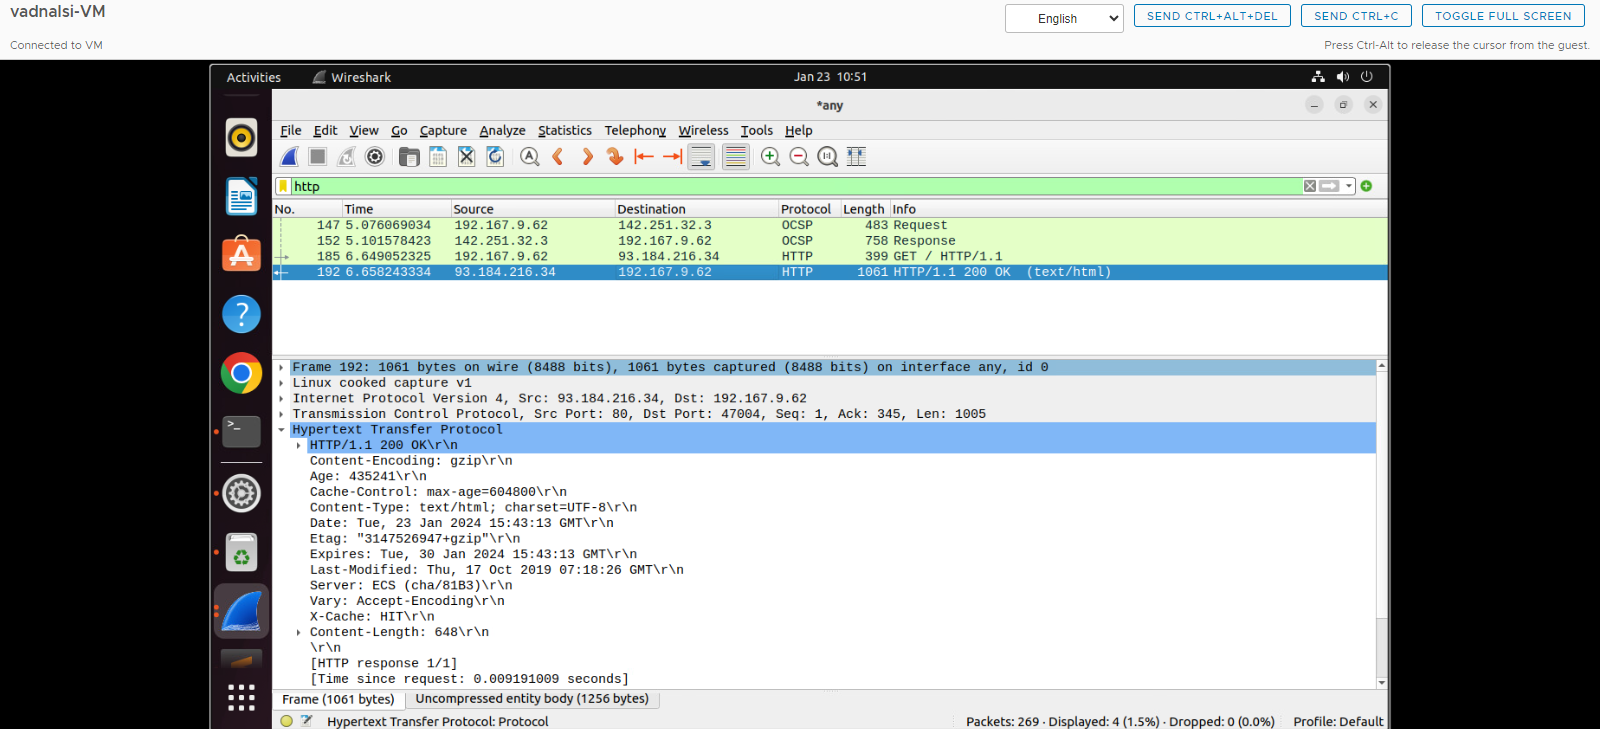 vadnalsi-VM
English
SEND CTRL+ALT+DEL
SEND CTRL+C
TOGGLE FULL SCREEN
Connected to VM
Press Ctrl-Alt to release the cursor from the guest.
Activities Wireshark Jan 23 10:51
*any
File Edit View Go Capture Analyze Statistics Telephony Wireless Tools Help
http
No. Time Source Destination Protocol Length Info
147 5.076069034 192.167.9.62 142.251.32.3 OCSP 483 Request
152 5.101578423 142.251.32.3 192.167.9.62 OCSP 758 Response
185 6.649052325 192.167.9.62 93.184.216.34 HTTP 399 GET / HTTP/1.1
192 6.658243334 93.184.216.34 192.167.9.62 HTTP 1061 HTTP/1.1 200 OK (text/html)
Frame 192: 1061 bytes on wire (8488 bits), 1061 bytes captured (8488 bits) on interface any, id 0
Linux cooked capture v1
Internet Protocol Version 4, Src: 93.184.216.34, Dst: 192.167.9.62
Transmission Control Protocol, Src Port: 80, Dst Port: 47004, Seq: 1, Ack: 345, Len: 1005
Hypertext Transfer Protocol
HTTP/1.1 200 OK\r\n
Content-Encoding: gzip\r\n
Age: 435241\r\n
Cache-Control: max-age=604800\r\n
Content-Type: text/html; charset=UTF-8\r\n
Date: Tue, 23 Jan 2024 15:43:13 GMT\r\n
Etag: "3147526947+gzip"\r\n
Expires: Tue, 30 Jan 2024 15:43:13 GMT\r\n
Last-Modified: Thu, 17 Oct 2019 07:18:26 GMT\r\n
Server: ECS (cha/81B3)\r\n
Vary: Accept-Encoding\r\n
X-Cache: HIT\r\n
Content-Length: 648\r\n
\r\n
[HTTP response 1/1]
[Time since request: 0.009191009 seconds]
Frame (1061 bytes) Uncompressed entity body (1256 bytes)
Hypertext Transfer Protocol: Protocol Packets: 269 · Displayed: 4 (1.5%) · Dropped: 0 (0.0%) Profile: Default